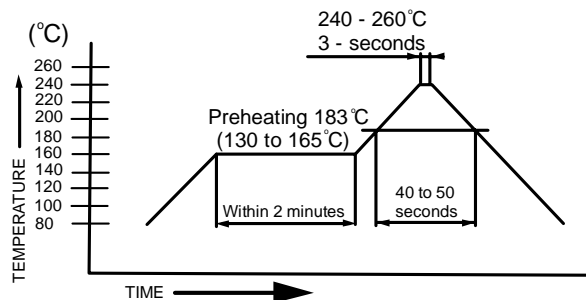 240 - 260°C
3 - seconds
(°C)
260
240
220
200
180
160
140
120
100
80
TEMPERATURE
Preheating 183°C
(130 to 165°C)
Within 2 minutes
40 to 50
seconds
TIME